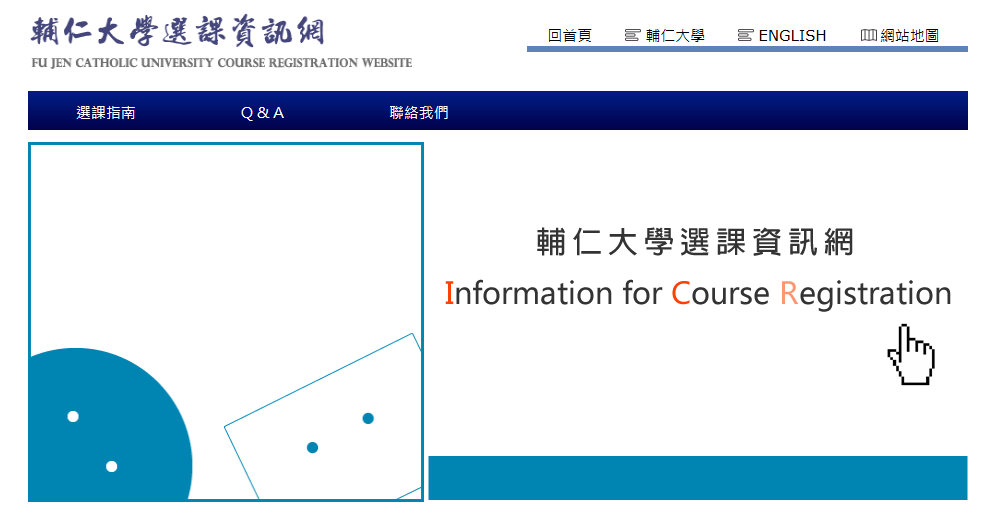 輔仁大學選課資訊網
FU JEN CATHOLIC UNIVERSITY COURSE REGISTRATION WEBSITE
回首頁 輔仁大學 ENGLISH 網站地圖
選課指南 Q & A 聯絡我們
輔仁大學選課資訊網
Information for Course Registration